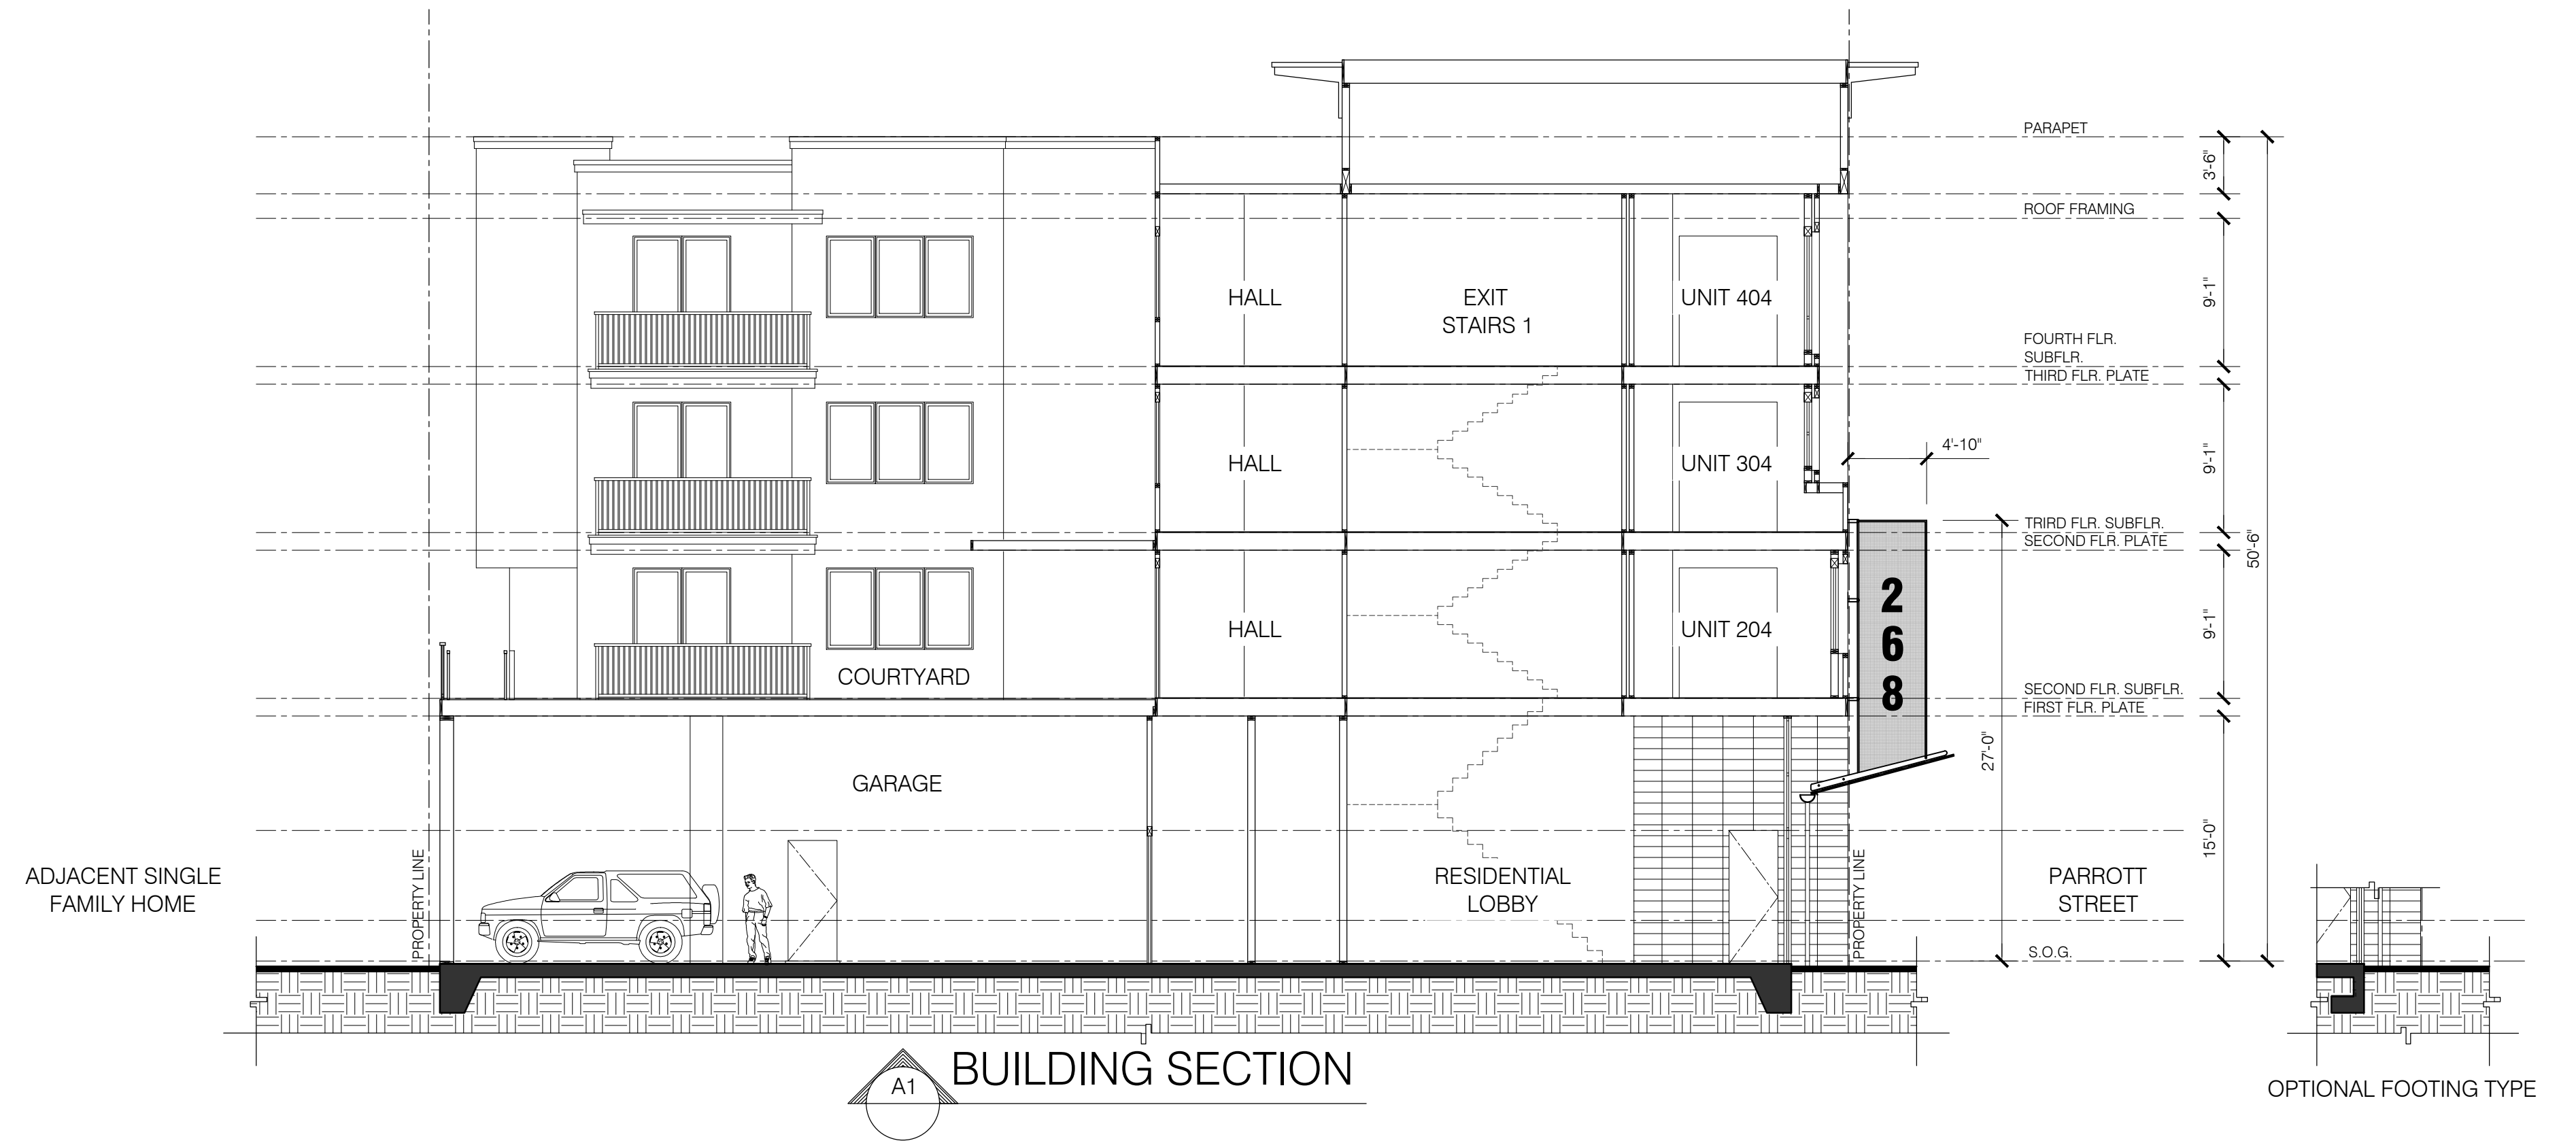 PARAPET
3'-6"
ROOF FRAMING
9'-1"
HALL
EXIT
STAIRS 1
UNIT 404
FOURTH FLR.
SUBFLR.
THIRD FLR. PLATE
4'-10"
9'-1"
HALL
UNIT 304
TRIRD FLR. SUBFLR.
SECOND FLR. PLATE
50'-6"
2
6
8
9'-1"
HALL
UNIT 204
COURTYARD
SECOND FLR. SUBFLR.
FIRST FLR. PLATE
27'-0"
GARAGE
15'-0"
ADJACENT SINGLE
FAMILY HOME
PROPERTY LINE
RESIDENTIAL
LOBBY
PROPERTY LINE
PARROTT
STREET
S.O.G.
A1
BUILDING SECTION
OPTIONAL FOOTING TYPE